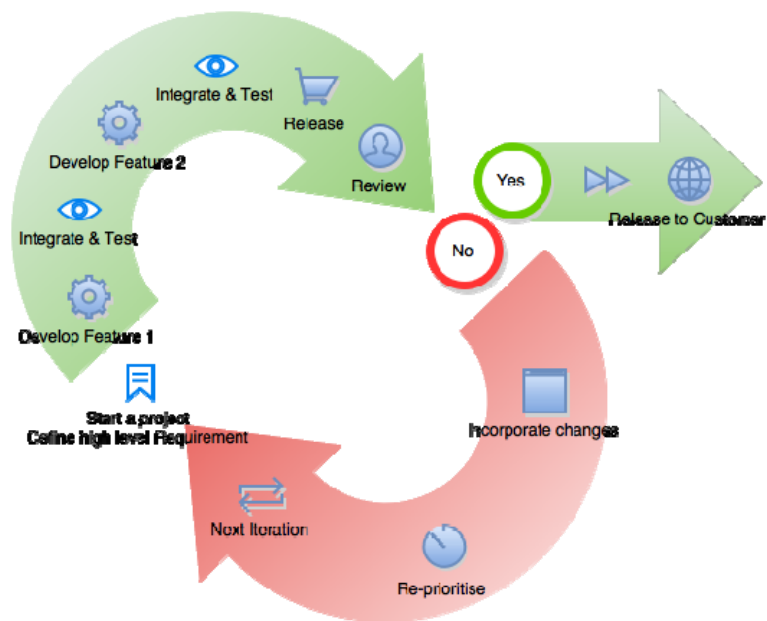 Integrate & Test
Release
Develop Feature 2
Review
Yes
Release to Customer
Integrate & Test
No
Develop Feature 1
Start a project
Define high level Requirement
Incorporate changes
Next Iteration
Re-prioritise